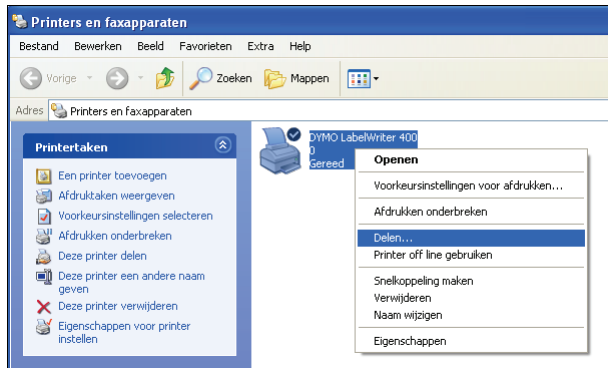 Printers en faxapparaten
Bestand Bewerken Beeld Favorieten Extra Help
Vorige Zoeken Mappen
Adres Printers en faxapparaten
Printertaken
Een printer toevoegen
Afdruktaken weergeven
Voorkeursinstellingen selecteren
Afdrukken onderbreken
Deze printer delen
Deze printer een andere naam
geven
Deze printer verwijderen
Eigenschappen voor printer
instellen
DYMO LabelWriter 400
0
Gereed
Openen
Voorkeursinstellingen voor afdrukken...
Afdrukken onderbreken
Delen...
Printer off line gebruiken
Snelkoppeling maken
Verwijderen
Naam wijzigen
Eigenschappen